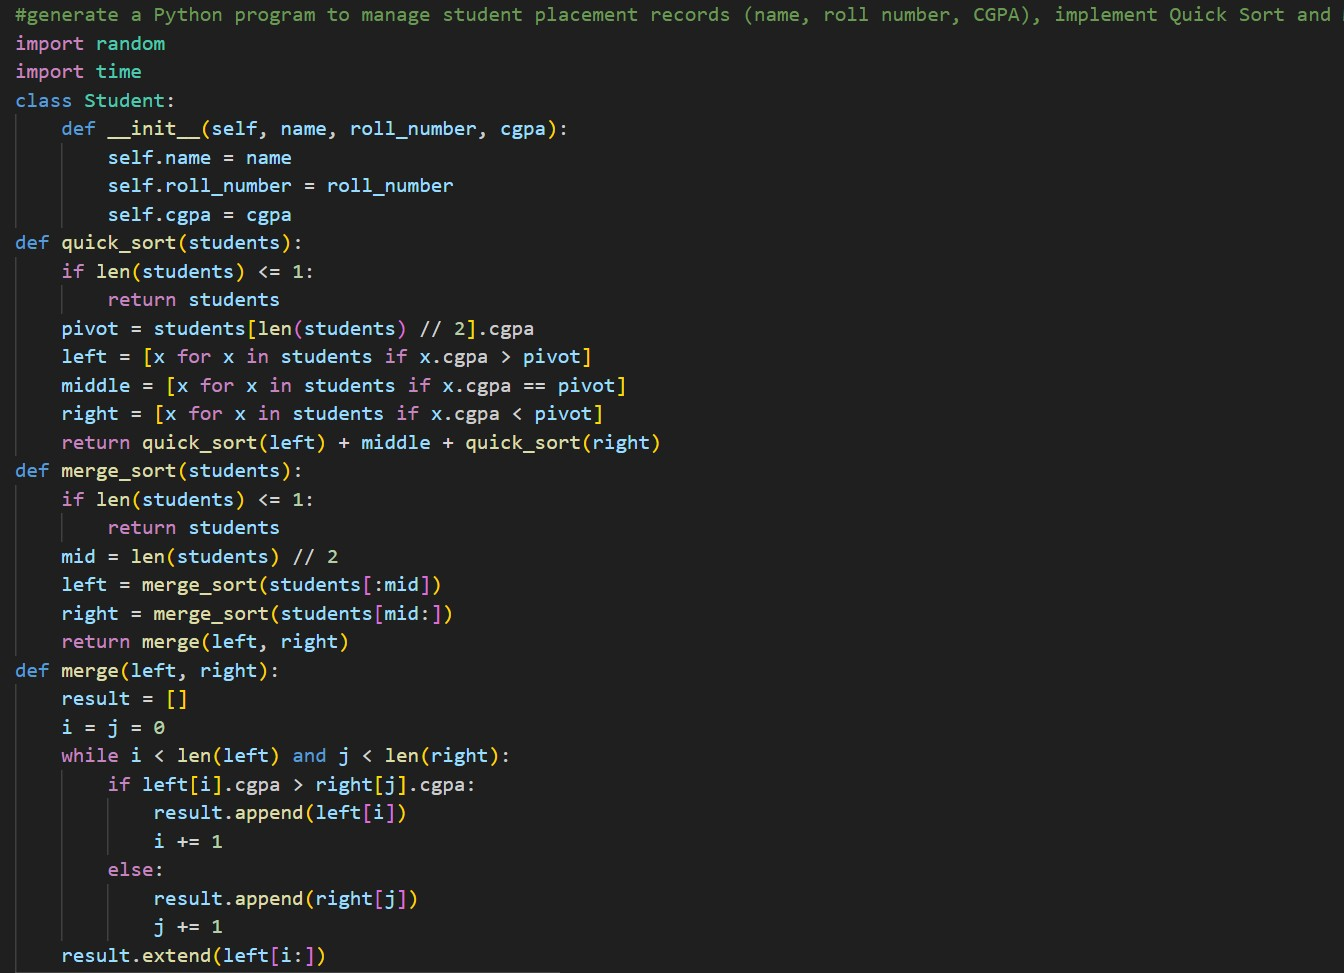 #generate a Python program to manage student placement records (name, roll number, CGPA), implement Quick Sort and
import random
import time
class Student:
    def __init__(self, name, roll_number, cgpa):
        self.name = name
        self.roll_number = roll_number
        self.cgpa = cgpa
def quick_sort(students):
    if len(students) <= 1:
        return students
    pivot = students[len(students) // 2].cgpa
    left = [x for x in students if x.cgpa > pivot]
    middle = [x for x in students if x.cgpa == pivot]
    right = [x for x in students if x.cgpa < pivot]
    return quick_sort(left) + middle + quick_sort(right)
def merge_sort(students):
    if len(students) <= 1:
        return students
    mid = len(students) // 2
    left = merge_sort(students[:mid])
    right = merge_sort(students[mid:])
    return merge(left, right)
def merge(left, right):
    result = []
    i = j = 0
    while i < len(left) and j < len(right):
        if left[i].cgpa > right[j].cgpa:
            result.append(left[i])
            i += 1
        else:
            result.append(right[j])
            j += 1
    result.extend(left[i:])